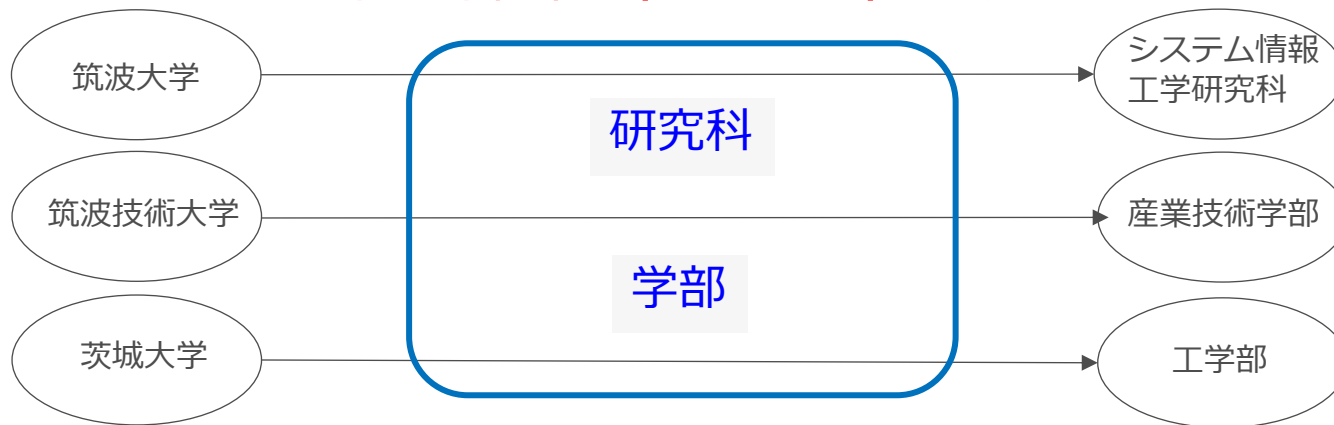 筑波大学
システム情報
工学研究科
研究科
筑波技術大学
産業技術学部
学部
茨城大学
工学部